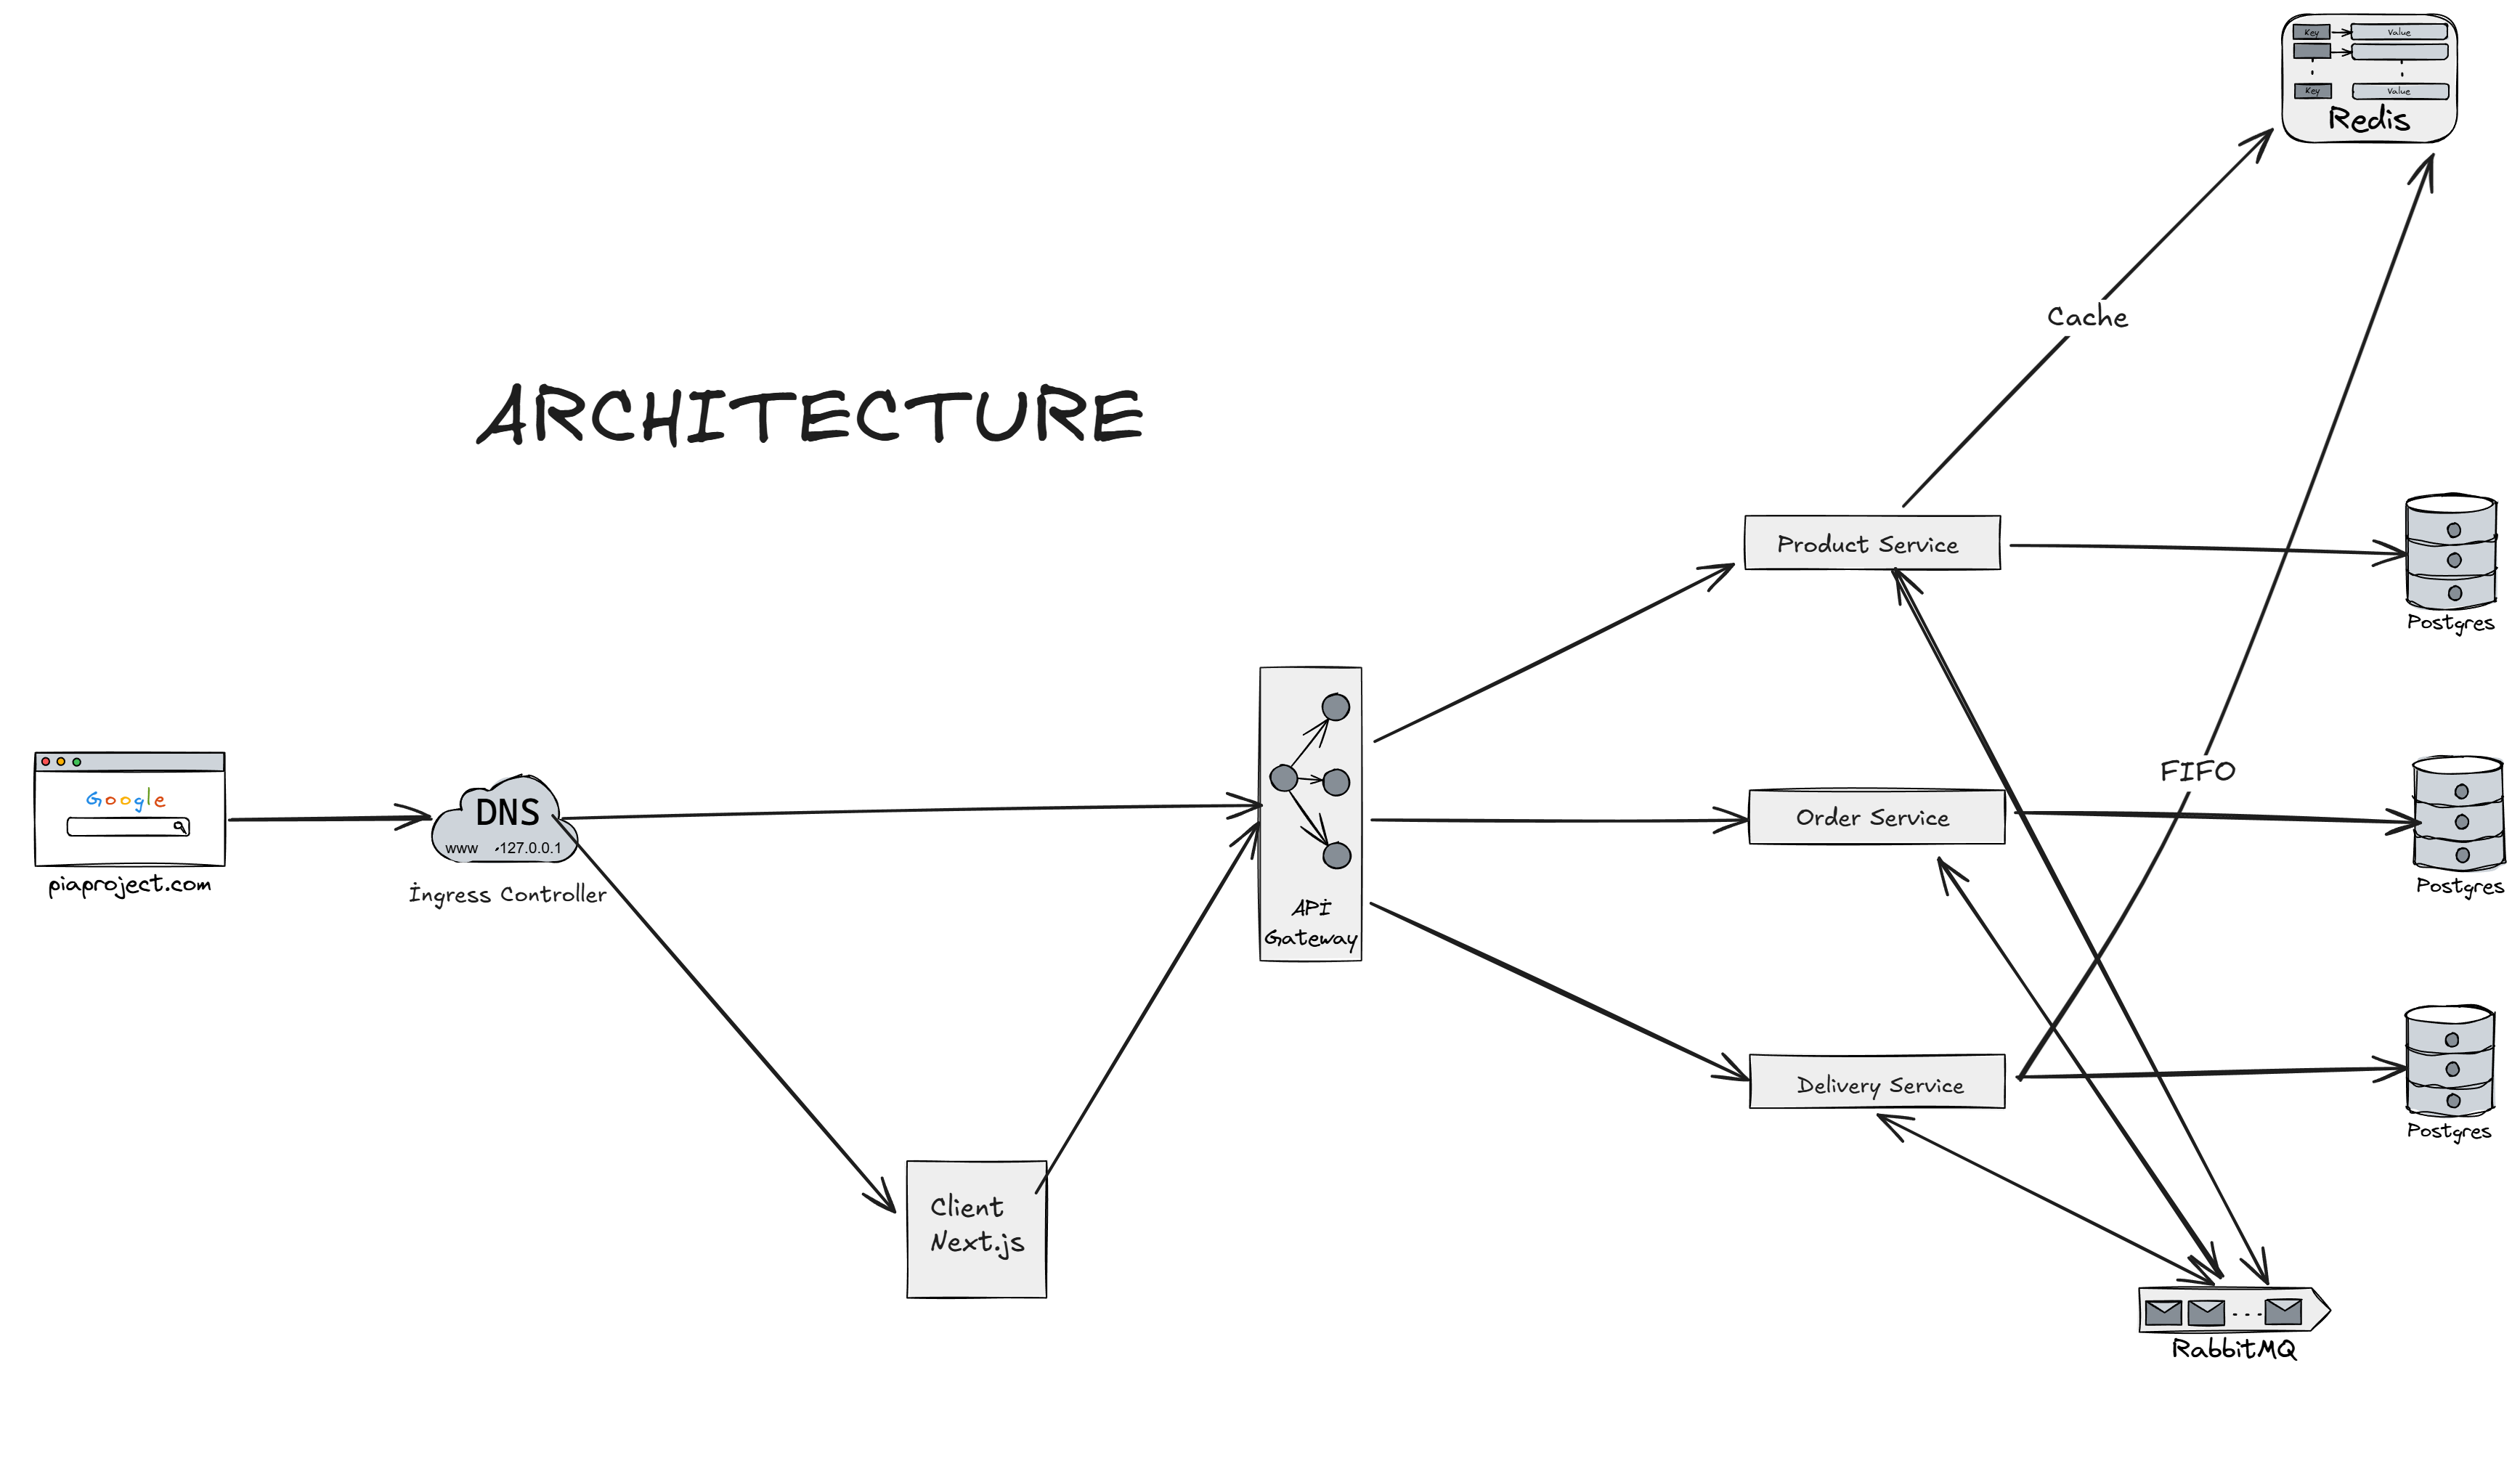 Key
Value
Key
Value
Redis
Cache
ARCHITECTURE
Product Service
Postgres
Google
piaproject.com
DNS
www 127.0.0.1
İngress Controller
APİ
Gateway
Order Service
FIFO
Postgres
Delivery Service
Postgres
Client
Next.js
RabbitMQ